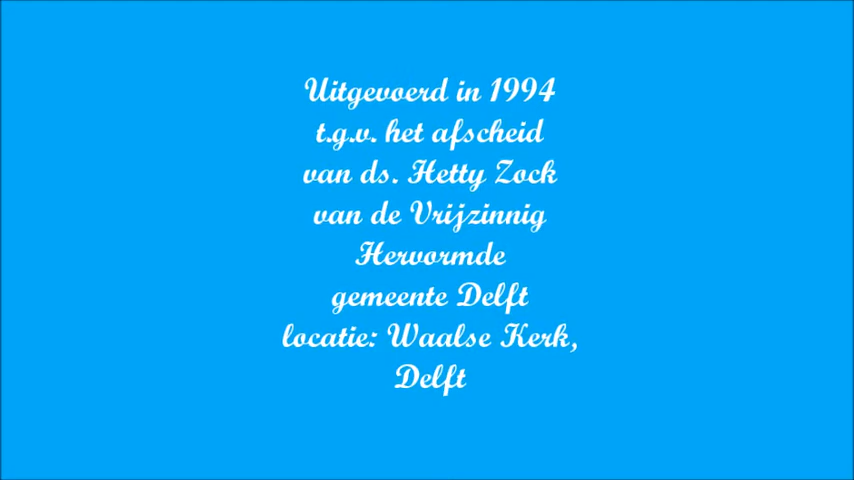 Uitgevoerd in 1994
t.g.v. het afscheid
van ds. Hetty Zock
van de Vrijzinnig
Hervormde
gemeente Delft
locatie: Waalse Kerk,
Delft